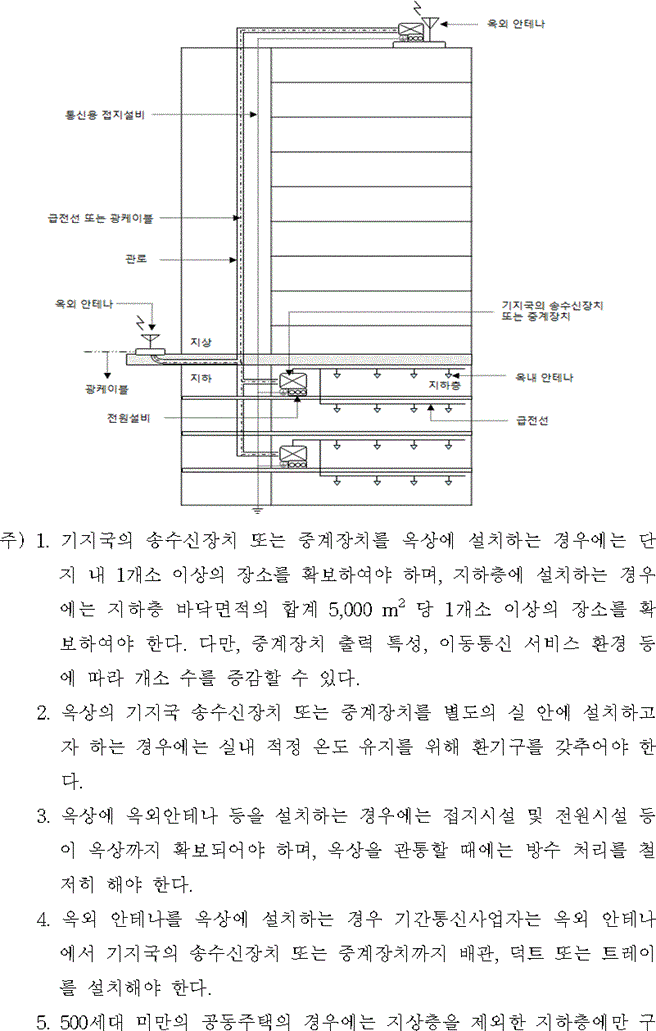 옥외 안테나
통신용 접지설비
급전선 또는 광케이블
관로
옥외 안테나
기지국의 송수신장치
또는 중계장치
지상
지하
광케이블
옥내 안테나
지하층
전원설비
급전선
주) 1. 기지국의 송수신장치 또는 중계장치를 옥상에 설치하는 경우에는 단
지 내 1개소 이상의 장소를 확보하여야 하며, 지하층에 설치하는 경우
에는 지하층 바닥면적의 합계 5,000 m² 당 1개소 이상의 장소를 확
보하여야 한다. 다만, 중계장치 출력 특성, 이동통신 서비스 환경 등
에 따라 개소 수를 증감할 수 있다.
2. 옥상의 기지국 송수신장치 또는 중계장치를 별도의 실 안에 설치하고
자 하는 경우에는 실내 적정 온도 유지를 위해 환기구를 갖추어야 한
다.
3. 옥상에 옥외안테나 등을 설치하는 경우에는 접지시설 및 전원시설 등
이 옥상까지 확보되어야 하며, 옥상을 관통할 때에는 방수 처리를 철
저히 해야 한다.
4. 옥외 안테나를 옥상에 설치하는 경우 기간통신사업자는 옥외 안테나
에서 기지국의 송수신장치 또는 중계장치까지 배관, 덕트 또는 트레이
를 설치해야 한다.
5. 500세대 미만의 공동주택의 경우에는 지상층을 제외한 지하층에만 구